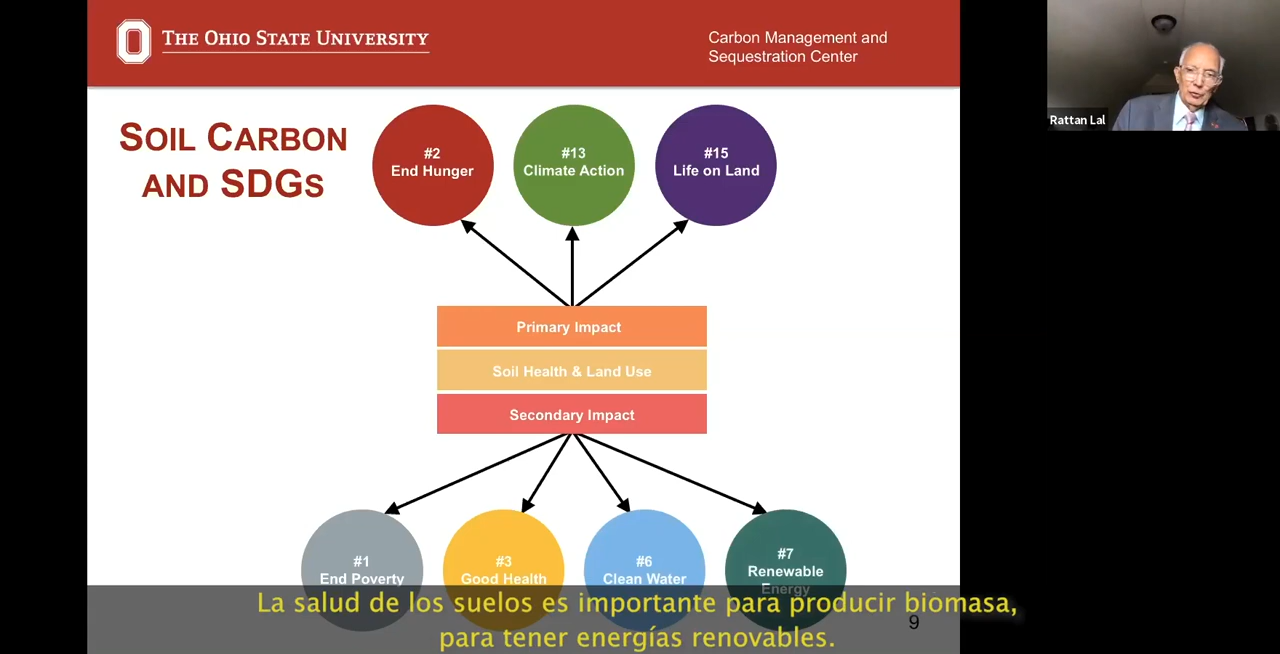 THE OHIO STATE UNIVERSITY
Carbon Management and
Sequestration Center
Rattan Lal
SOIL CARBON
AND SDGS
#2
End Hunger
#13
Climate Action
#15
Life on Land
Primary Impact
Soil Health & Land Use
Secondary Impact
#1
End Poverty
#3
Good Health
#6
Clean Water
#7
Renewable
Energy
La salud de los suelos es importante para producir biomasa,
para tener energías renovables.
9